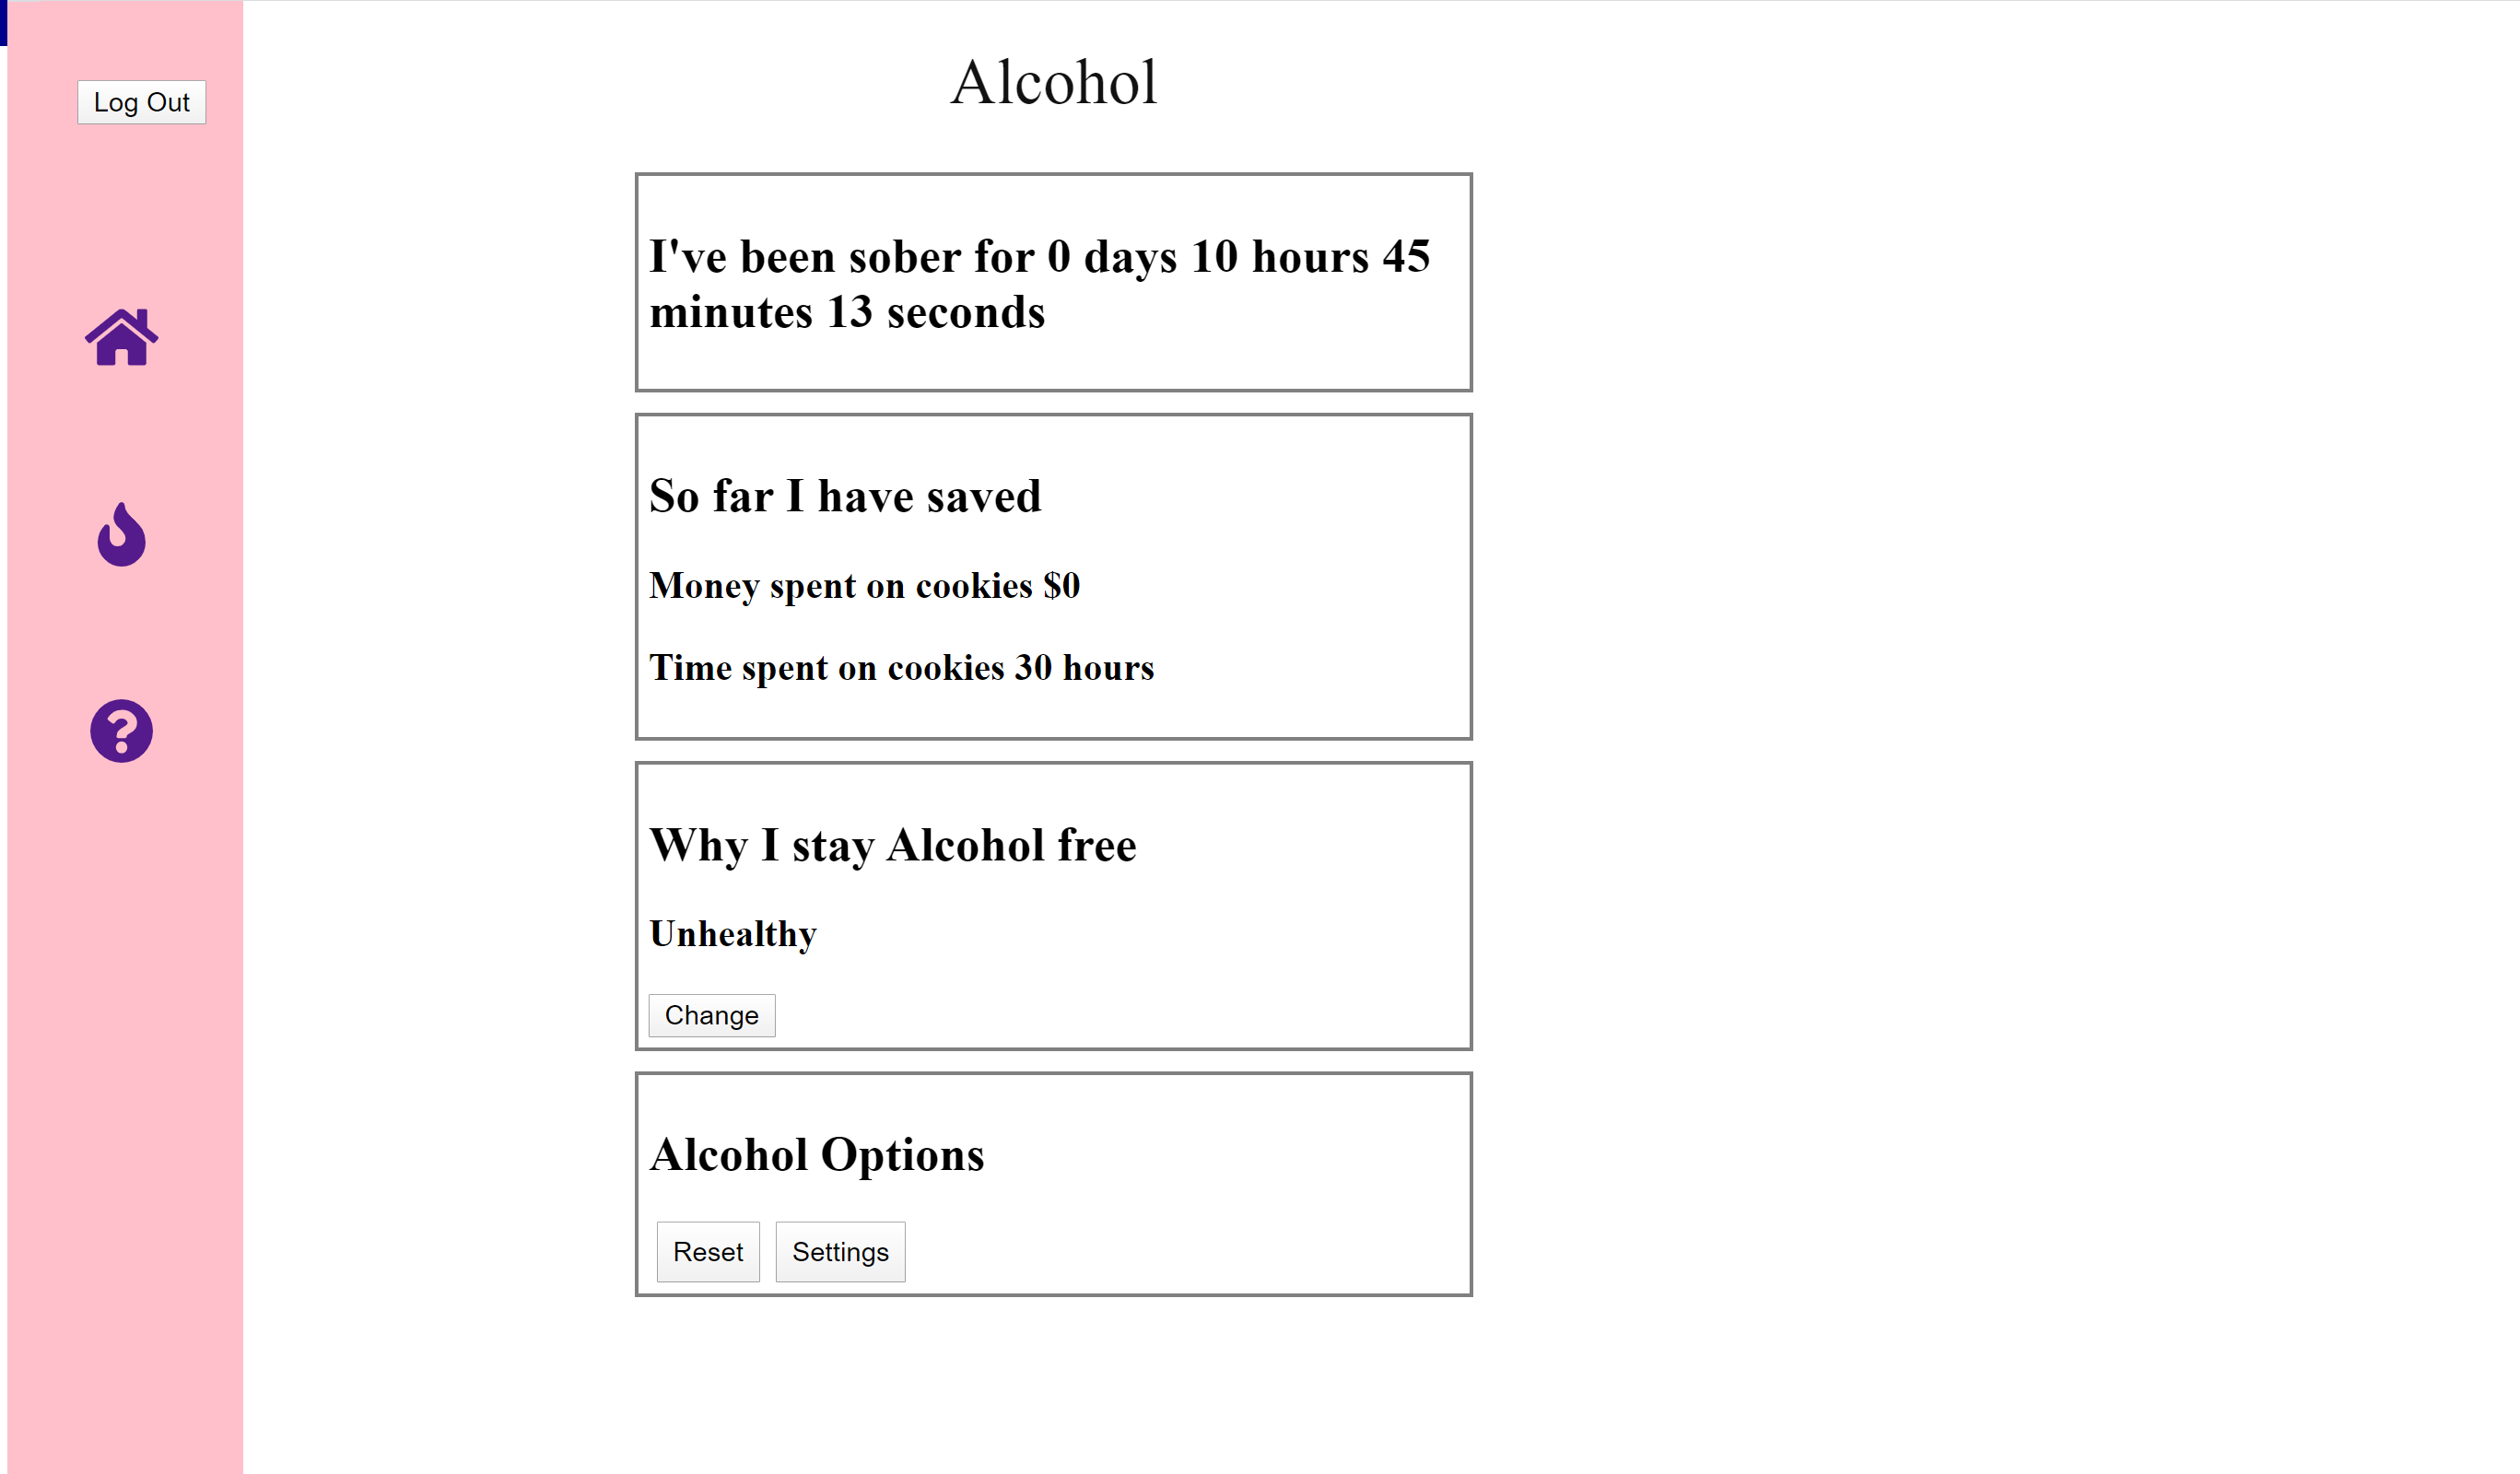 Log Out
Alcohol
I've been sober for 0 days 10 hours 45
minutes 13 seconds
So far I have saved
Money spent on cookies $0
Time spent on cookies 30 hours
Why I stay Alcohol free
Unhealthy
Change
Alcohol Options
Reset Settings